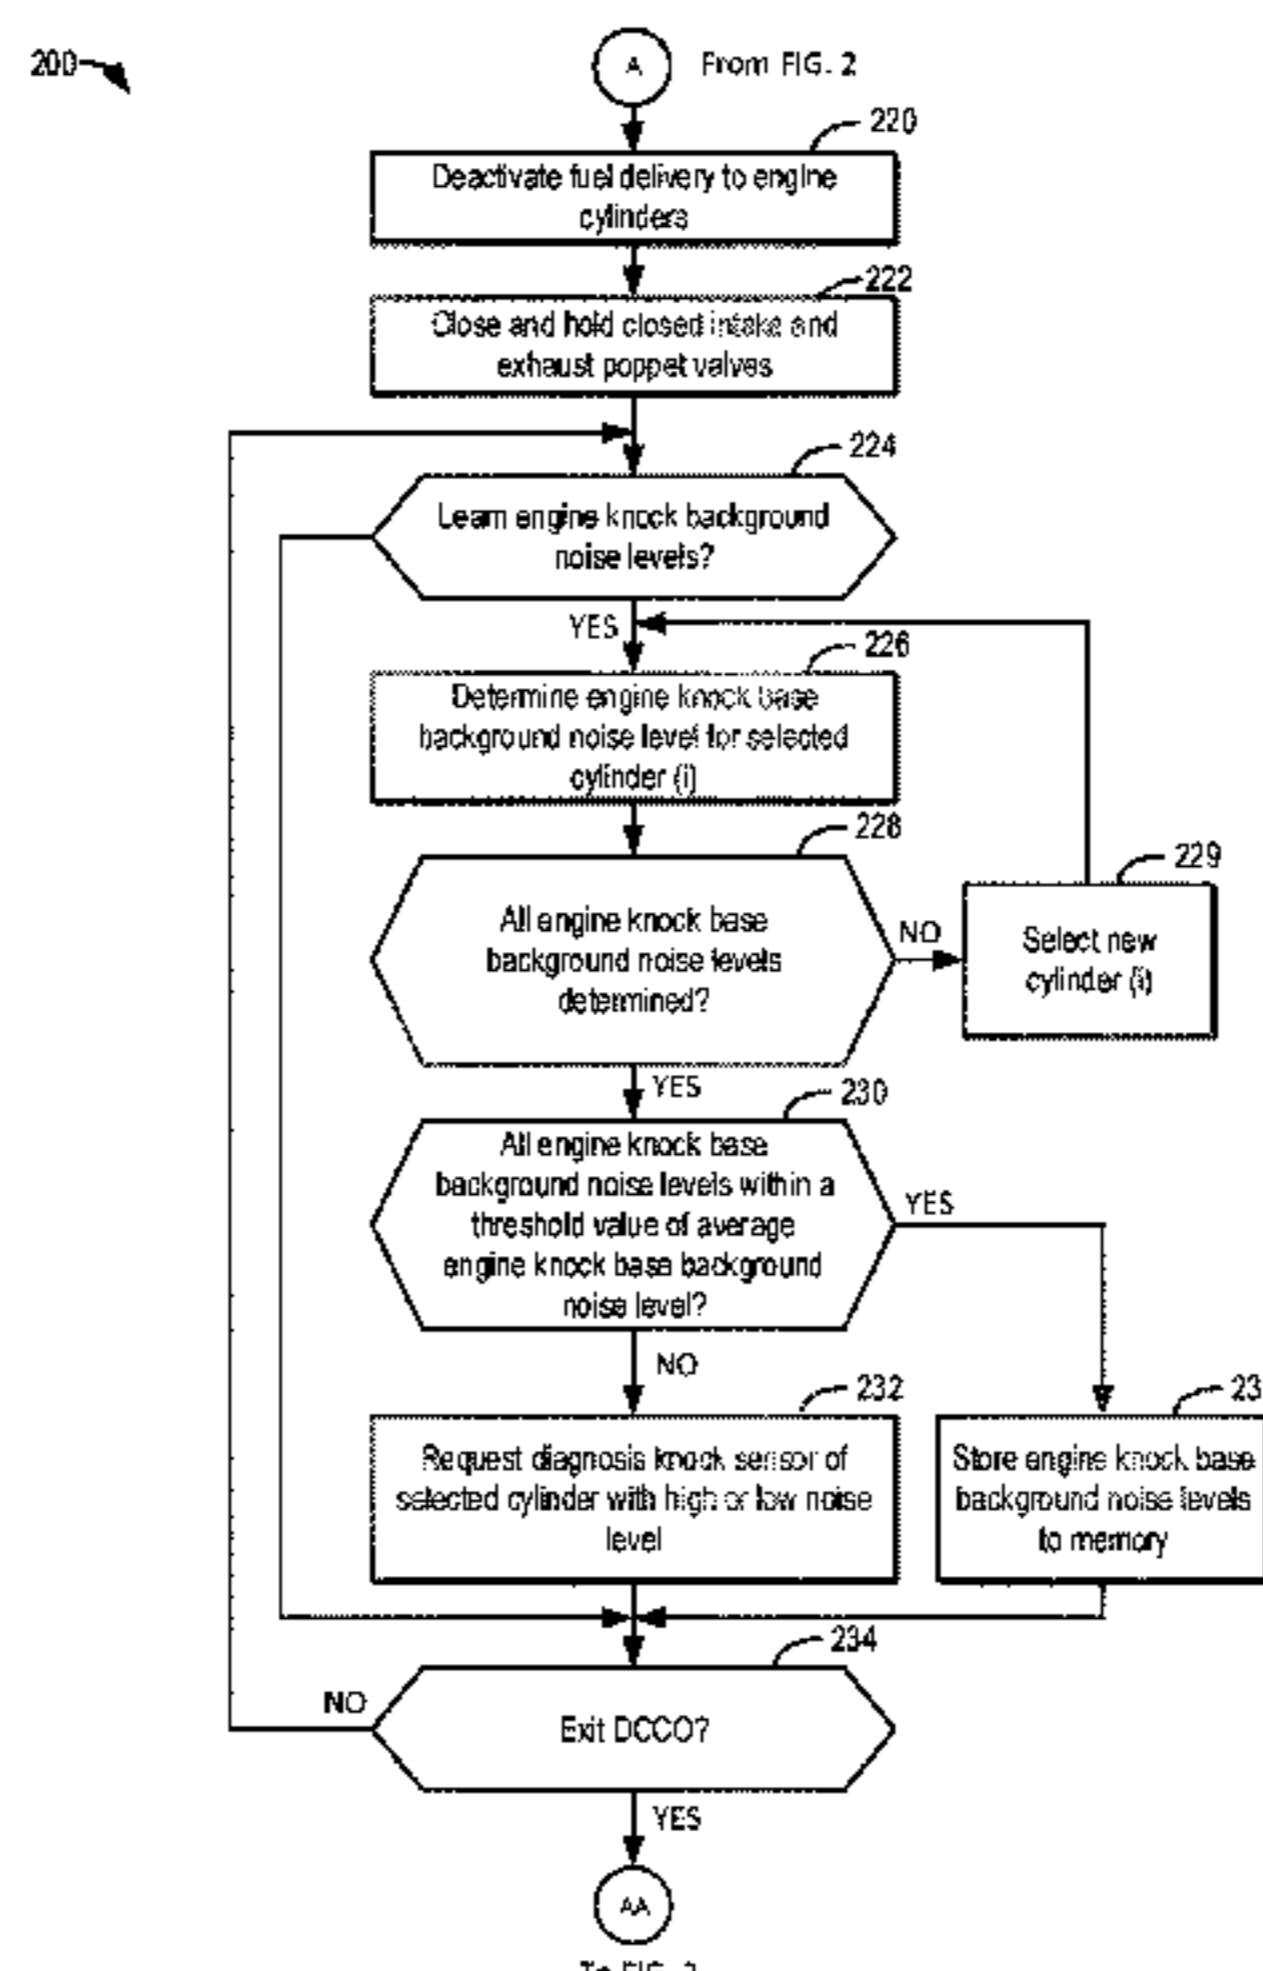 200
A
From FIG. 2
220
Deactivate fuel delivery to engine
cylinders
222
Close and hold closed intake and
exhaust poppet valves
224
Learn engine knock background
noise levels?
YES
226
Determine engine knock base
background noise level for selected
cylinder (i)
228
All engine knock base
background noise levels
determined?
NO
229
Select new
cylinder (i)
YES
230
All engine knock base
background noise levels within a
threshold value of average
engine knock base background
noise level?
YES
NO
232
Request diagnosis knock sensor of
selected cylinder with high or low noise
level
23
Store engine knock base
background noise levels
to memory
234
Exit DCCO?
NO
YES
AA
To FIG.